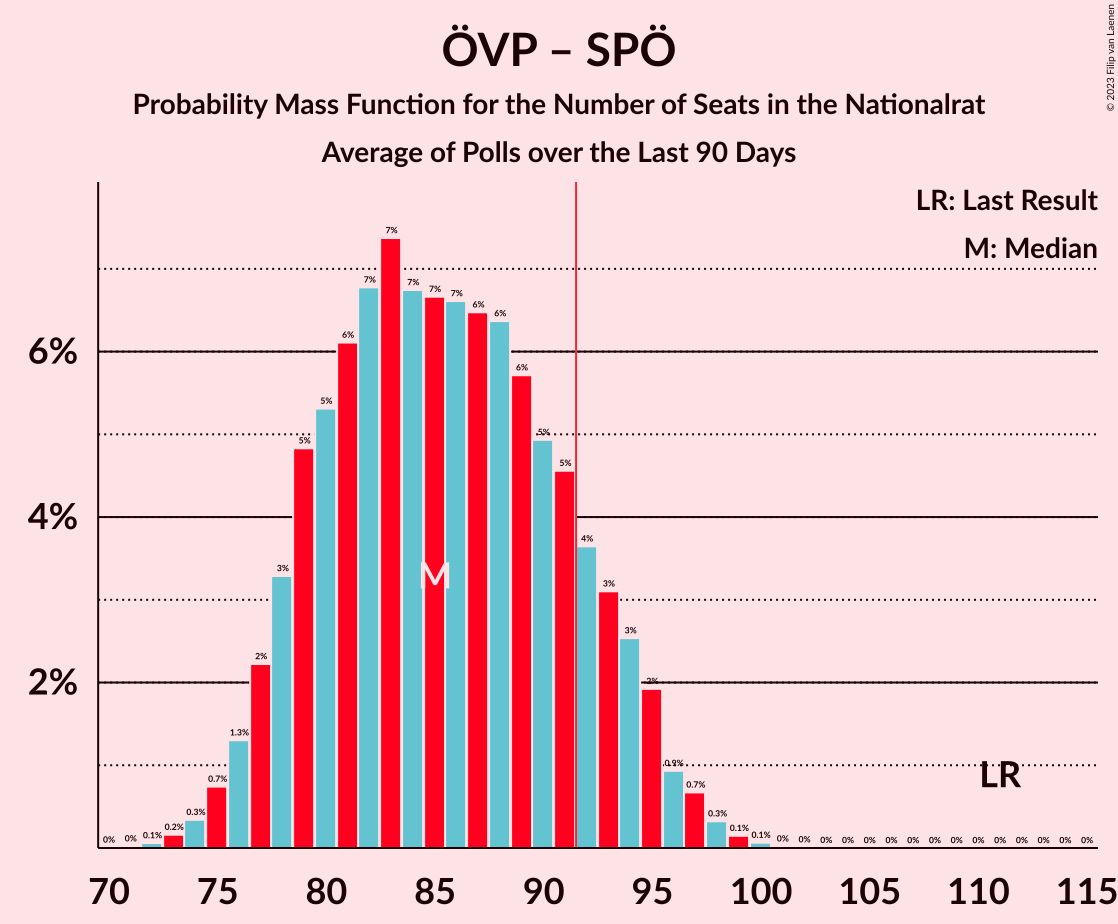 ÖVP – SPÖ
Probability Mass Function for the Number of Seats in the Nationalrat
Average of Polls over the Last 90 Days
© 2023 Filip van Laenen
LR: Last Result
M: Median
6%
4%
2%
0% 0% 0.1% 0.2% 0.3% 0.7% 1.3% 2% 3% 5% 5% 6% 7% 7% 7% 7% 7% 6% 6% 6% 5% 5% 4% 3% 3% 2% 0.9% 0.7% 0.3% 0.1% 0.1% 0% 0% 0% 0% 0% 0% 0% 0% 0% 0% 0% 0% 0% 0% 0%
M
LR
70 75 80 85 90 95 100 105 110 115